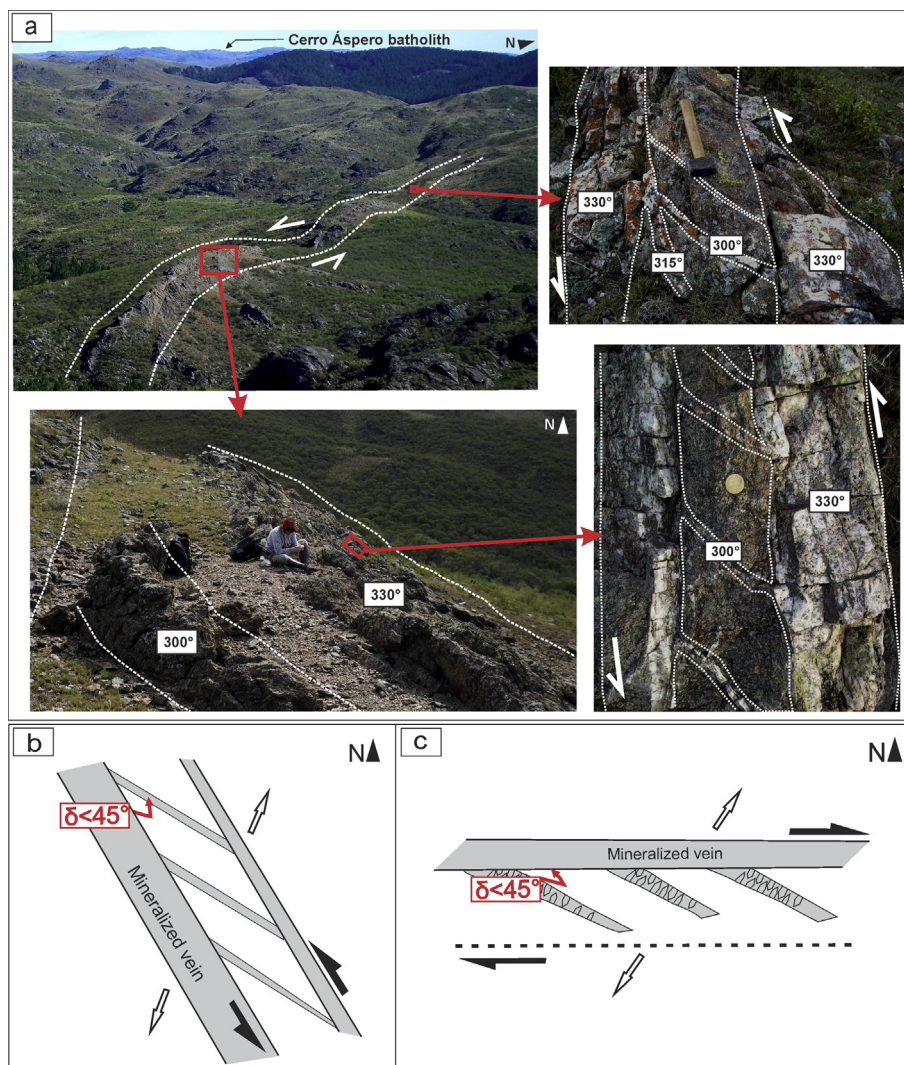 a
Cerro Áspero batholith
N
330°
300°
315°
330°
N
330°
300°
330°
300°
b
N
δ<45°
Mineralized vein
c
N
Mineralized vein
δ<45°